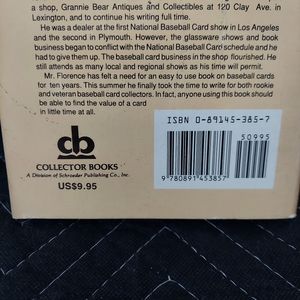 a shop, Grannie Bear Antiques and Collectibles at 120 Clay Ave. in
Lexington, and to continue his writing full time.
He was a dealer at the first National Baseball Card show in Los Angeles
and the second in Plymouth. However, the glassware shows and book
business began to conflict with the National Baseball Card schedule and he
had to give them up. The baseball card business in the shop flourished. He
still attends as many local and regional shows as his time will permit.
Mr. Florence has felt a need for an easy to use book on baseball cards
for ten years. This summer he finally took the time to write for both rookie
and veteran baseball card collectors. In fact, anyone using this book should
be able to find the value of a card
in little time at all.
ISBN 0-89145-385-7
50995
cb
COLLECTOR BOOKS
A Division of Schroeder Publishing Co., Inc.
US$9.95
9780891453857